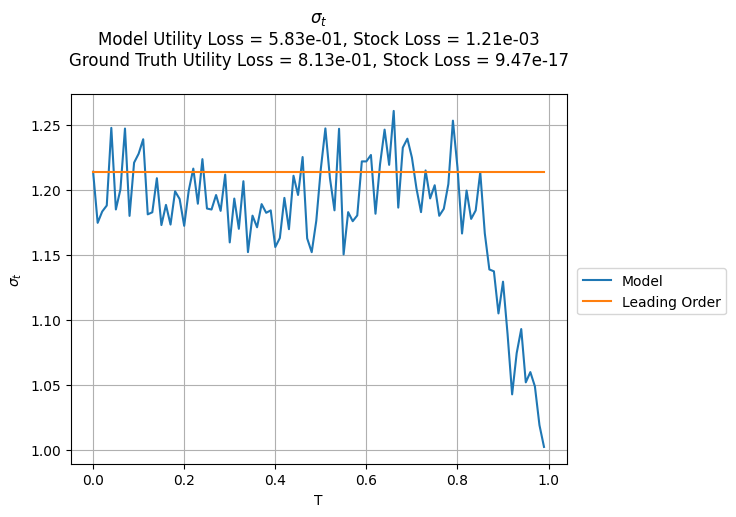 σt
Model Utility Loss = 5.83e-01, Stock Loss = 1.21e-03
Ground Truth Utility Loss = 8.13e-01, Stock Loss = 9.47e-17
1.25
1.20
1.15
1.10
1.05
1.00
σt
0.0 0.2 0.4 0.6 0.8 1.0
T
Model
Leading Order